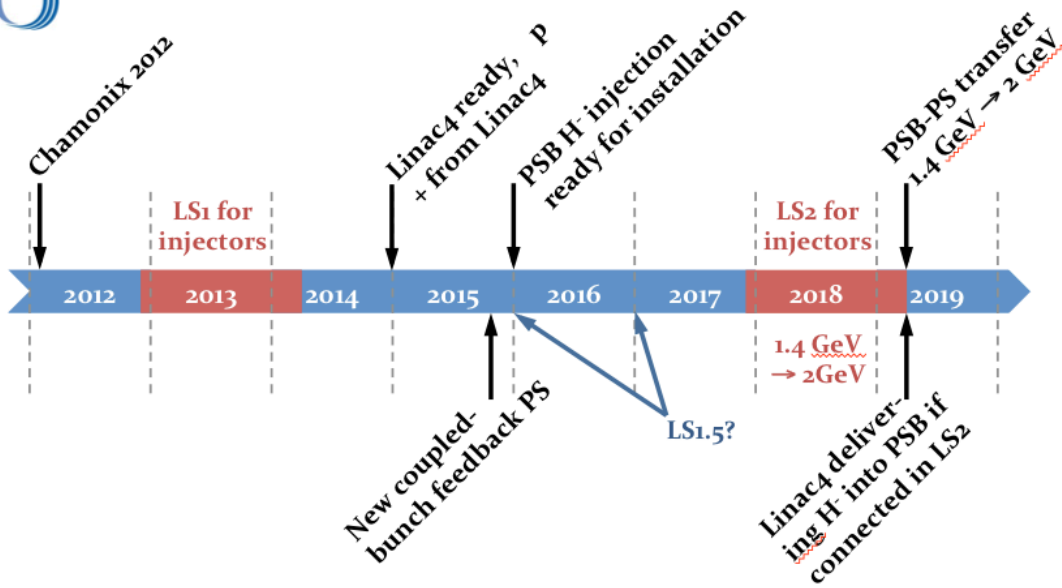 Chamonix 2012
Linac4 ready, p
+ from Linac4
PSB H⁻ injection
ready for installation
PSB-PS transfer
1.4 GeV → 2 GeV
LS1 for
injectors
LS2 for
injectors
2012
2013
2014
2015
2016
2017
2018
2019
1.4 GeV
→ 2GeV
LS1.5?
New coupled-
bunch feedback PS
Linac4 deliver-
ing H⁻ into PSB if
connected in LS2